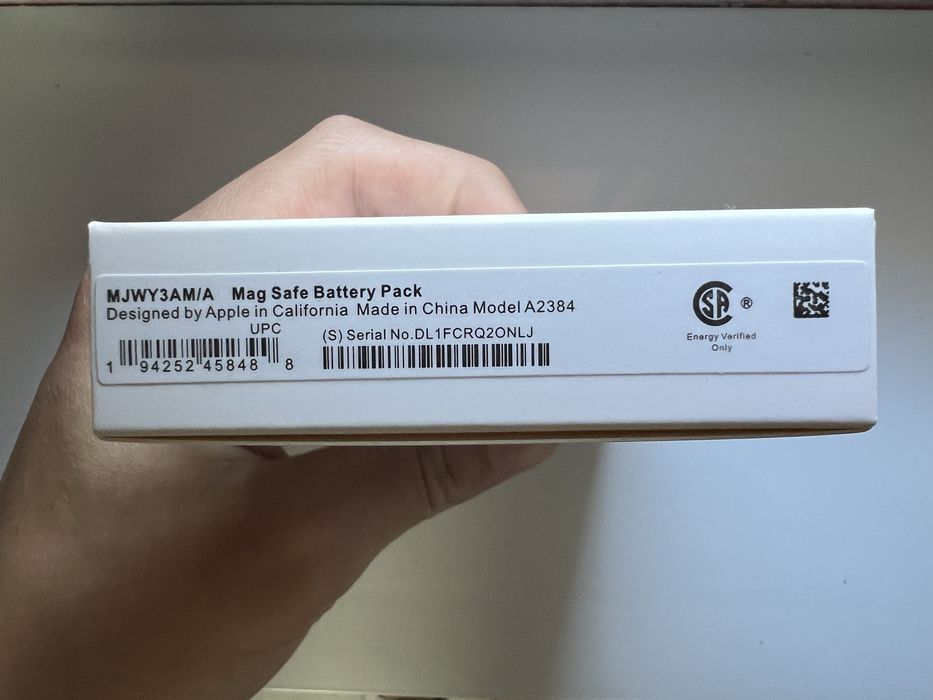 MJWY3AM/A Mag Safe Battery Pack
Designed by Apple in California Made in China Model A2384
UPC
1 94252 45848 8
(S) Serial No.DL1FCRQ2ONLJ
SA ®
Energy Verified
Only